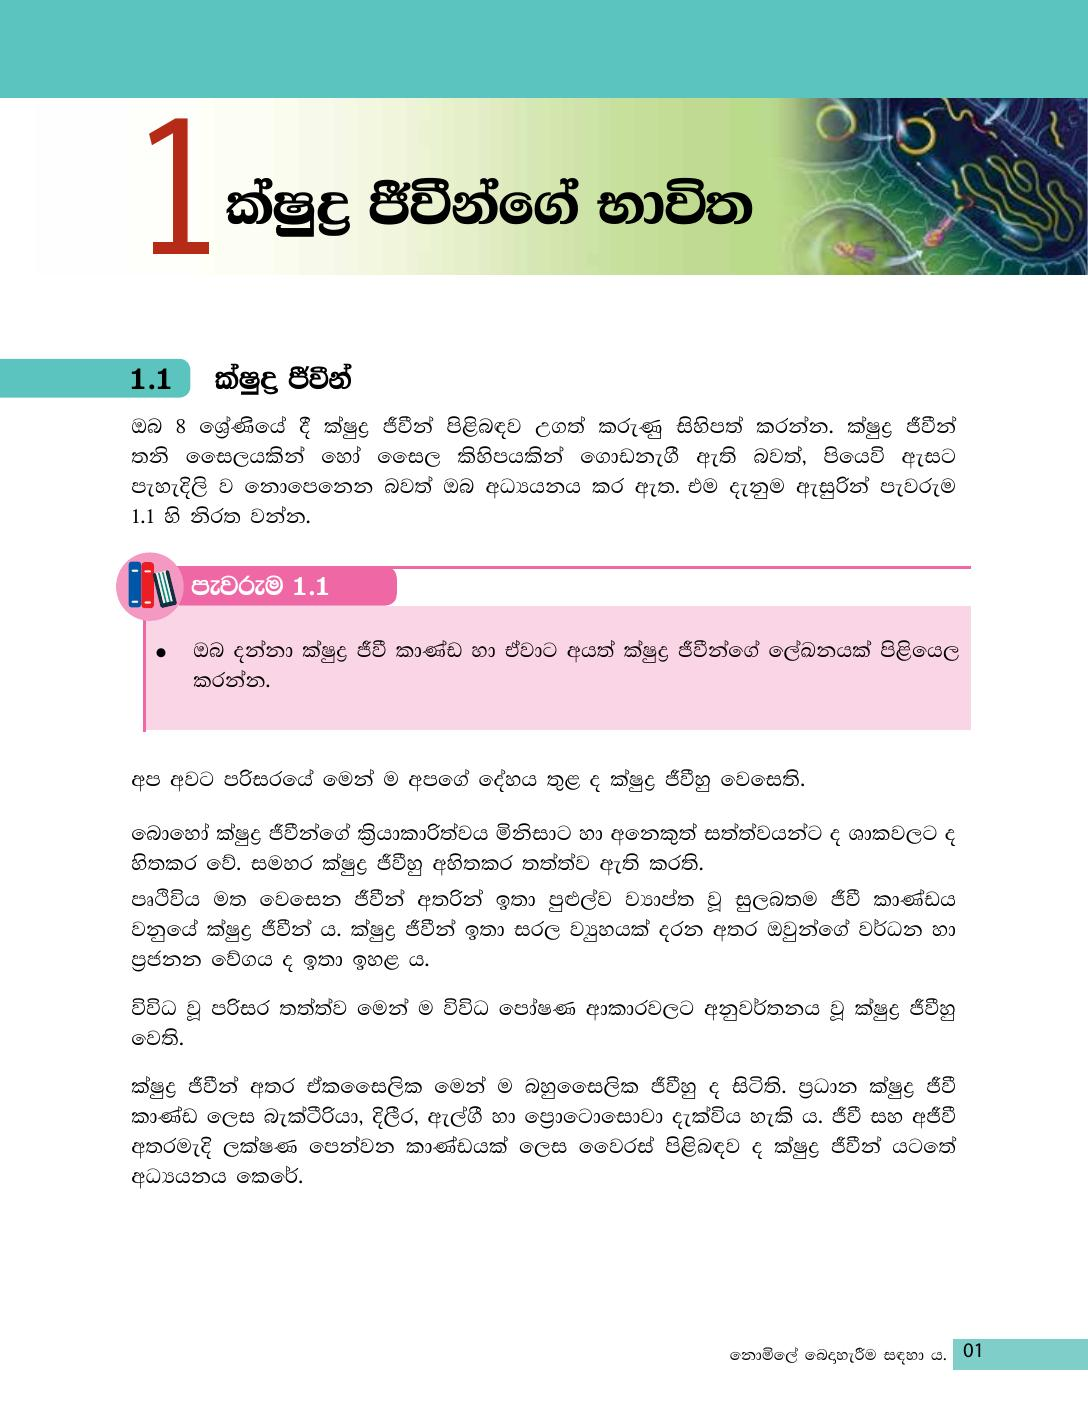 1
ක්ෂුද්‍ර ජීවීන්ගේ භාවිත
1.1 ක්ෂුද්‍ර ජීවීන්
ඔබ 8 ශ්‍රේණියේ දී ක්ෂුද්‍ර ජීවීන් පිළිබඳව උගත් කරුණු සිහිපත් කරන්න. ක්ෂුද්‍ර ජීවීන්
තනි සෛලයකින් හෝ සෛල කිහිපයකින් ගොඩනැගී ඇති බවත්, පියෙවි ඇසට
පැහැදිලි ව නොපෙනෙන බවත් ඔබ අධ්‍යයනය කර ඇත. එම දැනුම ඇසුරින් පැවරුම
1.1 හි නිරත වන්න.
පැවරුම 1.1
● ඔබ දන්නා ක්ෂුද්‍ර ජීවී කාණ්ඩ හා ඒවාට අයත් ක්ෂුද්‍ර ජීවීන්ගේ ලේඛනයක් පිළියෙල
කරන්න.
අප අවට පරිසරයේ මෙන් ම අපගේ දේහය තුළ ද ක්ෂුද්‍ර ජීවීහු වෙසෙති.
බොහෝ ක්ෂුද්‍ර ජීවීන්ගේ ක්‍රියාකාරිත්වය මිනිසාට හා අනෙකුත් සත්ත්වයන්ට ද ශාකවලට ද
හිතකර වේ. සමහර ක්ෂුද්‍ර ජීවීහු අහිතකර තත්ත්ව ඇති කරති.
පෘථිවිය මත වෙසෙන ජීවීන් අතරින් ඉතා පුළුල්ව ව්‍යාප්ත වූ සුලබතම ජීවී කාණ්ඩය
වනුයේ ක්ෂුද්‍ර ජීවීන් ය. ක්ෂුද්‍ර ජීවීන් ඉතා සරල ව්‍යුහයක් දරන අතර ඔවුන්ගේ වර්ධන හා
ප්‍රජනන වේගය ද ඉතා ඉහළ ය.
විවිධ වූ පරිසර තත්ත්ව මෙන් ම විවිධ පෝෂණ ආකාරවලට අනුවර්තනය වූ ක්ෂුද්‍ර ජීවීහු
වෙති.
ක්ෂුද්‍ර ජීවීන් අතර ඒකසෛලික මෙන් ම බහුසෛලික ජීවීහු ද සිටිති. ප්‍රධාන ක්ෂුද්‍ර ජීවී
කාණ්ඩ ලෙස බැක්ටීරියා, දිලීර, ඇල්ගී හා ප්‍රොටොසොවා දැක්විය හැකි ය. ජීවී සහ අජීවී
අතරමැදි ලක්ෂණ පෙන්වන කාණ්ඩයක් ලෙස වෛරස් පිළිබඳව ද ක්ෂුද්‍ර ජීවීන් යටතේ
අධ්‍යයනය කෙරේ.
නොමිලේ බෙදාහැරීම සඳහා ය. 01